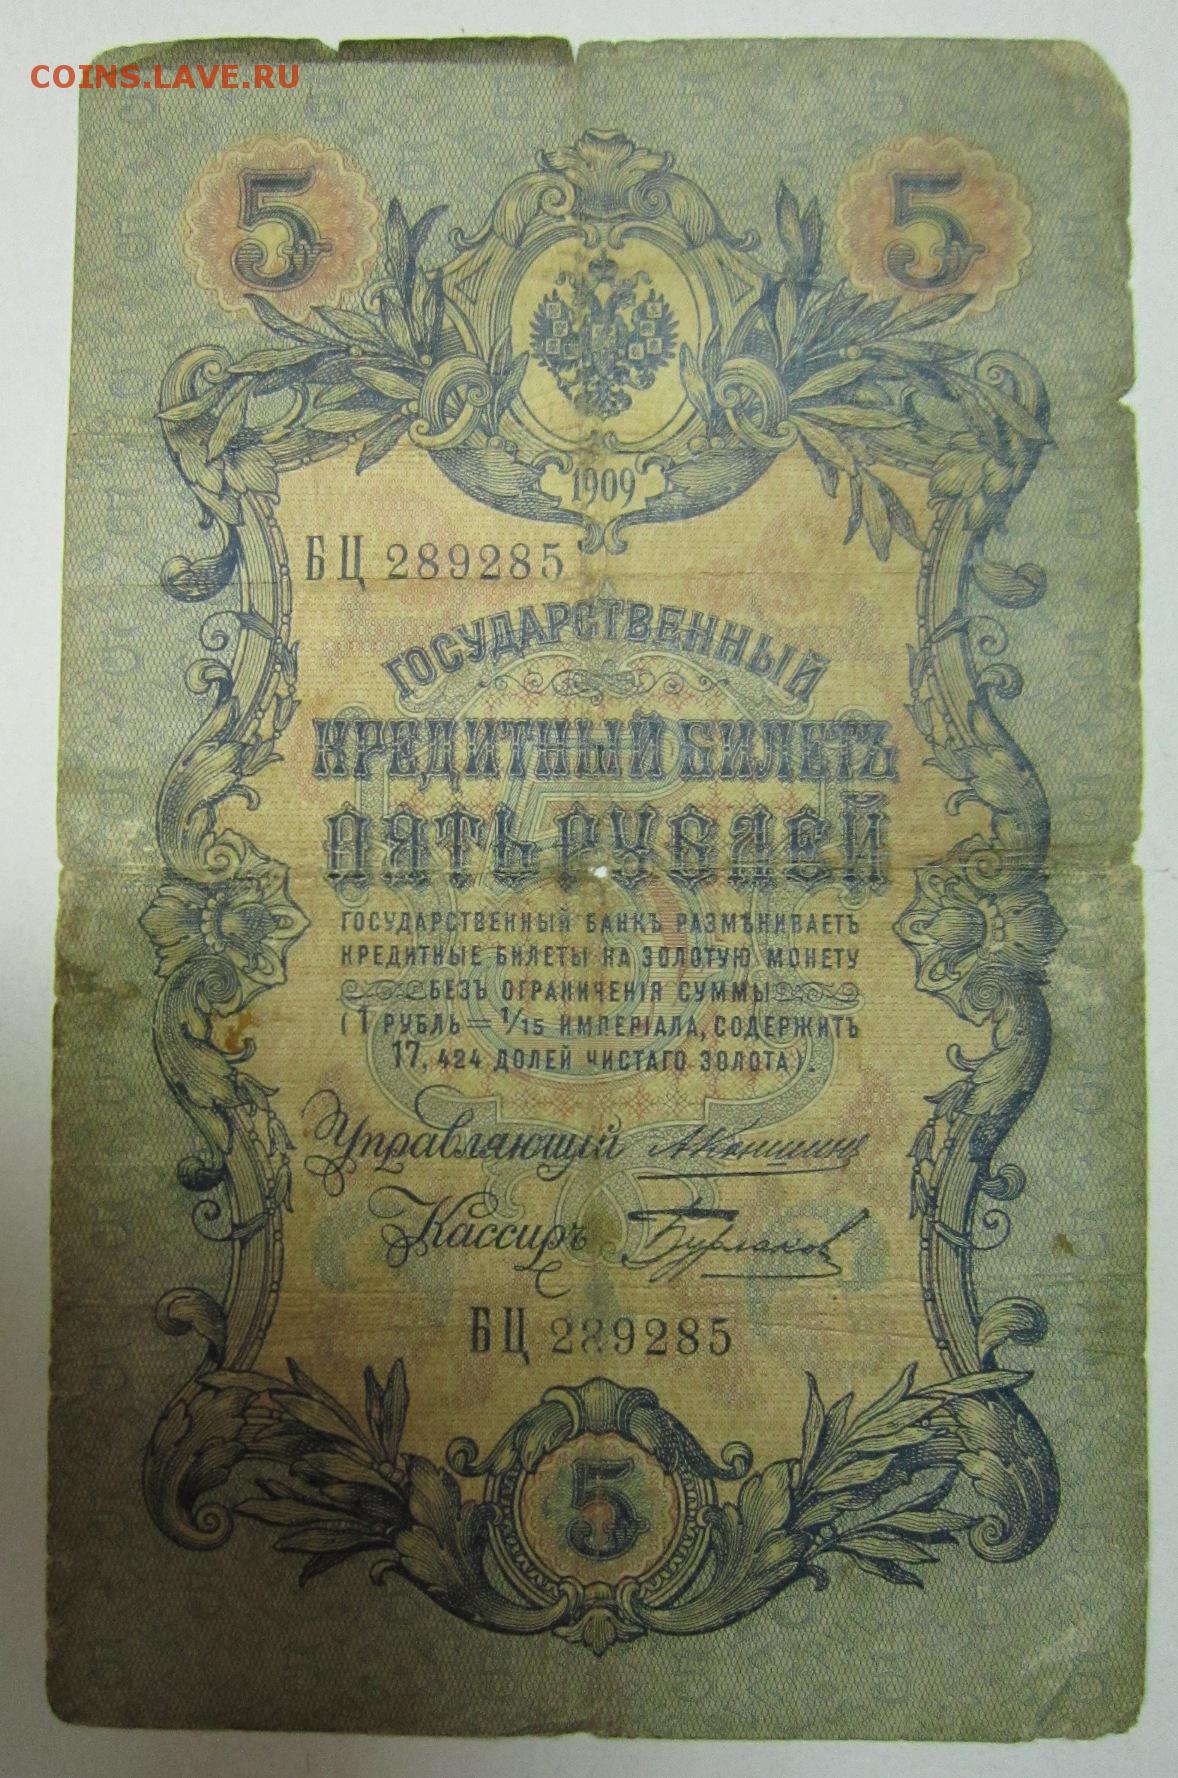 COINS.LAVE.RU
5 5
1909
БЦ 289285
ГОСУДАРСТВЕННЫЙ
КРЕДИТНЫЙ БИЛЕТЪ
ПЯТЬ РУБЛЕЙ
ГОСУДАРСТВЕННЫЙ БАНКЪ РАЗМѢНИВАЕТЪ
КРЕДИТНЫЕ БИЛЕТЫ НА ЗОЛОТУЮ МОНЕТУ
БЕЗЪ ОГРАНИЧЕНІЯ СУММЫ
(1 РУБЛЬ = 1/15 ИМПЕРІАЛА, СОДЕРЖИТЪ
17,424 ДОЛЕЙ ЧИСТАГО ЗОЛОТА).
Управляющій АКоншинъ
Кассиръ Бурлаковъ
БЦ 289285
5